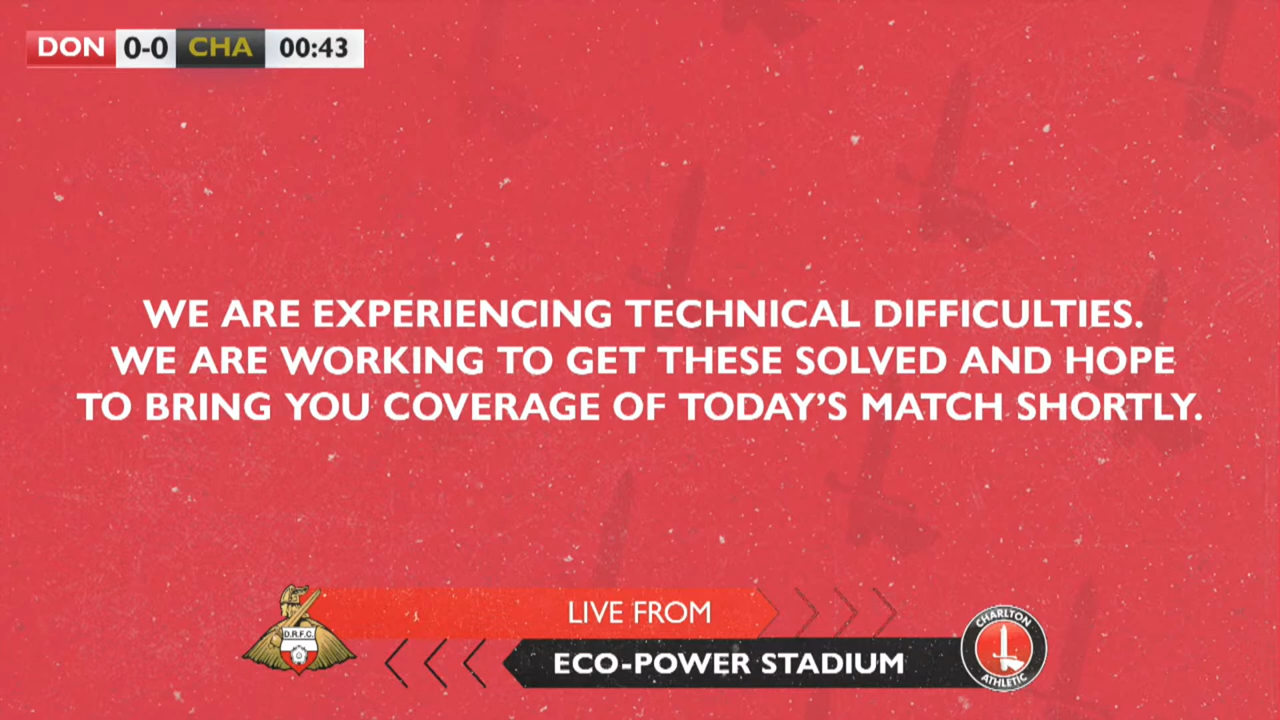 DON 0-0 CHA 00:43
WE ARE EXPERIENCING TECHNICAL DIFFICULTIES.
WE ARE WORKING TO GET THESE SOLVED AND HOPE
TO BRING YOU COVERAGE OF TODAY'S MATCH SHORTLY.
LIVE FROM
ECO-POWER STADIUM
D.R.F.C.
CHARLTON
ATHLETIC